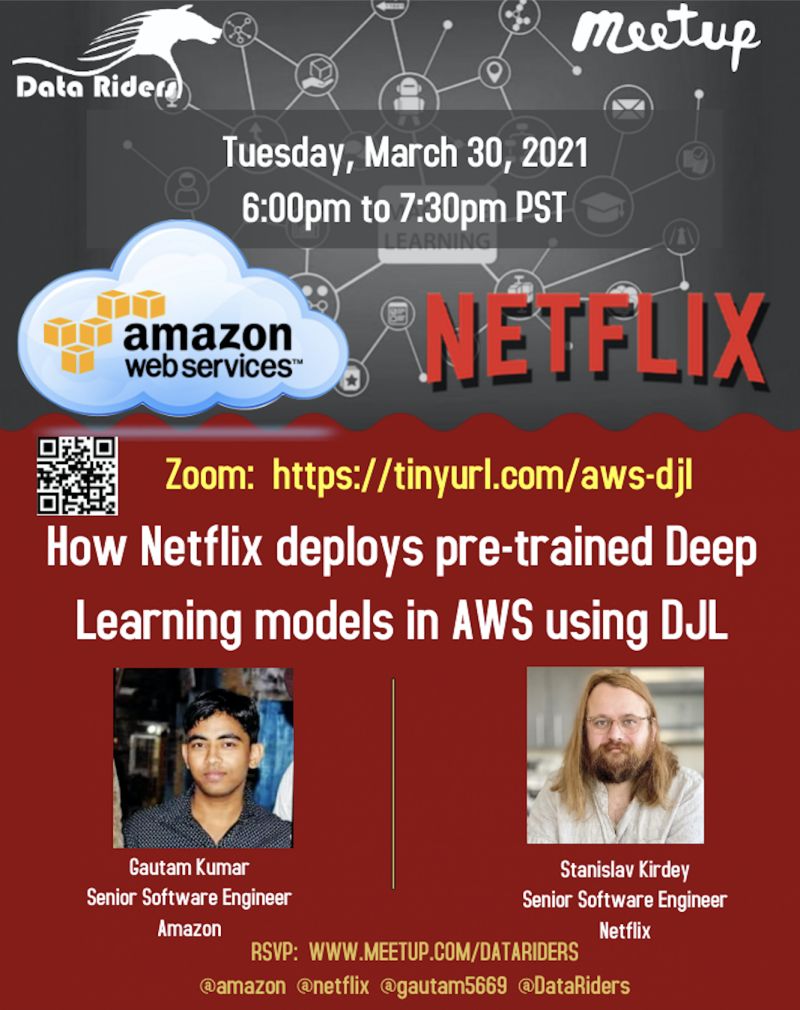 Data Riders
Meetup
Tuesday, March 30, 2021
6:00pm to 7:30pm PST
LEARNING
amazon
web services™
NETFLIX
Zoom: https://tinyurl.com/aws-djl
How Netflix deploys pre-trained Deep
Learning models in AWS using DJL
Gautam Kumar
Senior Software Engineer
Amazon
Stanislav Kirdey
Senior Software Engineer
Netflix
RSVP: WWW.MEETUP.COM/DATARIDERS
@amazon @netflix @gautam5669 @DataRiders